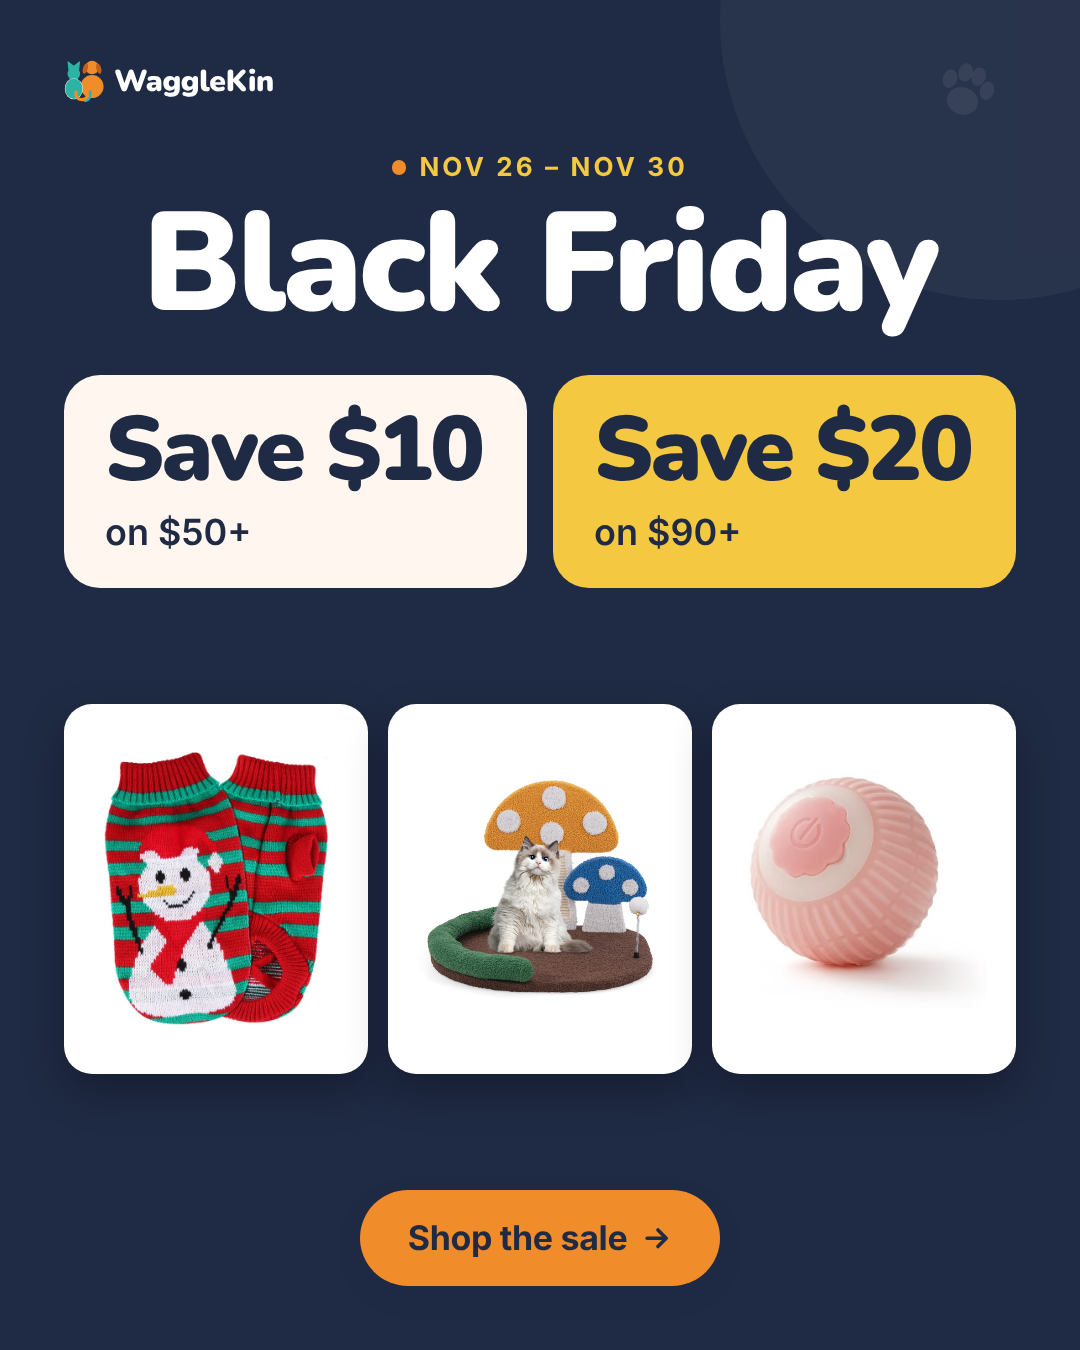 WaggleKin
NOV 26 – NOV 30
Black Friday
Save $10
on $50+
Save $20
on $90+
Shop the sale →